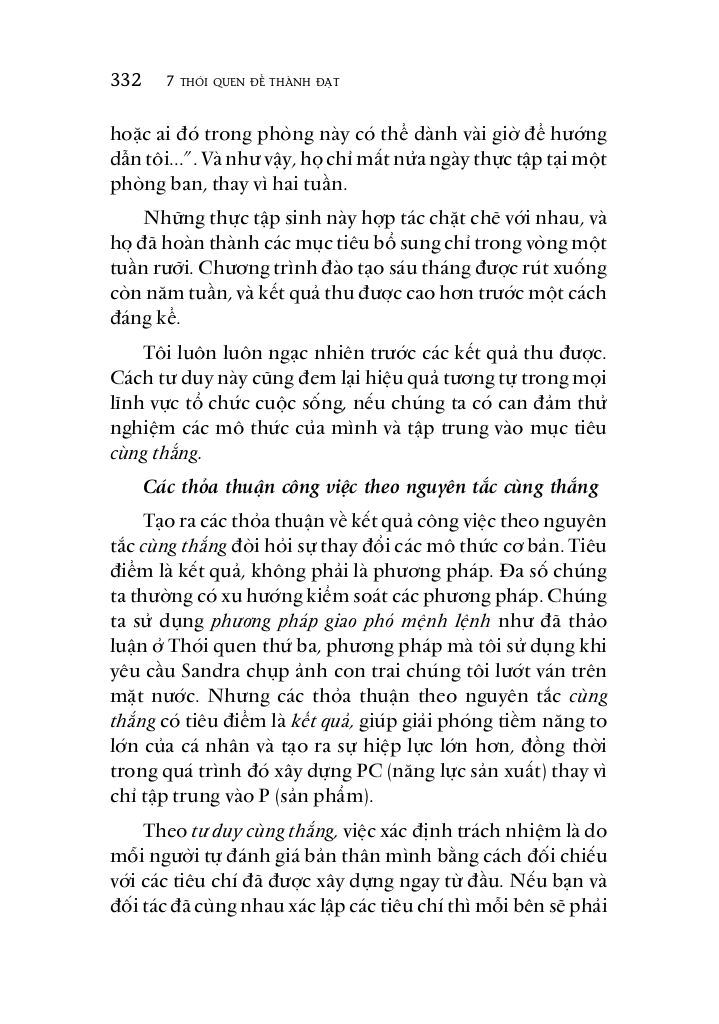 332 7 THÓI QUEN ĐỂ THÀNH ĐẠT
hoặc ai đó trong phòng này có thể dành vài giờ để hướng
dẫn tôi...”. Và như vậy, họ chỉ mất nửa ngày thực tập tại một
phòng ban, thay vì hai tuần.
Những thực tập sinh này hợp tác chặt chẽ với nhau, và
họ đã hoàn thành các mục tiêu bổ sung chỉ trong vòng một
tuần rưỡi. Chương trình đào tạo sáu tháng được rút xuống
còn năm tuần, và kết quả thu được cao hơn trước một cách
đáng kể.
Tôi luôn luôn ngạc nhiên trước các kết quả thu được.
Cách tư duy này cũng đem lại hiệu quả tương tự trong mọi
lĩnh vực tổ chức cuộc sống, nếu chúng ta có can đảm thử
nghiệm các mô thức của mình và tập trung vào mục tiêu
cùng thắng.
Các thỏa thuận công việc theo nguyên tắc cùng thắng
Tạo ra các thỏa thuận về kết quả công việc theo nguyên
tắc cùng thắng đòi hỏi sự thay đổi các mô thức cơ bản. Tiêu
điểm là kết quả, không phải là phương pháp. Đa số chúng
ta thường có xu hướng kiểm soát các phương pháp. Chúng
ta sử dụng phương pháp giao phó mệnh lệnh như đã thảo
luận ở Thói quen thứ ba, phương pháp mà tôi sử dụng khi
yêu cầu Sandra chụp ảnh con trai chúng tôi lướt ván trên
mặt nước. Nhưng các thỏa thuận theo nguyên tắc cùng
thắng có tiêu điểm là kết quả, giúp giải phóng tiềm năng to
lớn của cá nhân và tạo ra sự hiệp lực lớn hơn, đồng thời
trong quá trình đó xây dựng PC (năng lực sản xuất) thay vì
chỉ tập trung vào P (sản phẩm).
Theo tư duy cùng thắng, việc xác định trách nhiệm là do
mỗi người tự đánh giá bản thân mình bằng cách đối chiếu
với các tiêu chí đã được xây dựng ngay từ đầu. Nếu bạn và
đối tác đã cùng nhau xác lập các tiêu chí thì mỗi bên sẽ phải